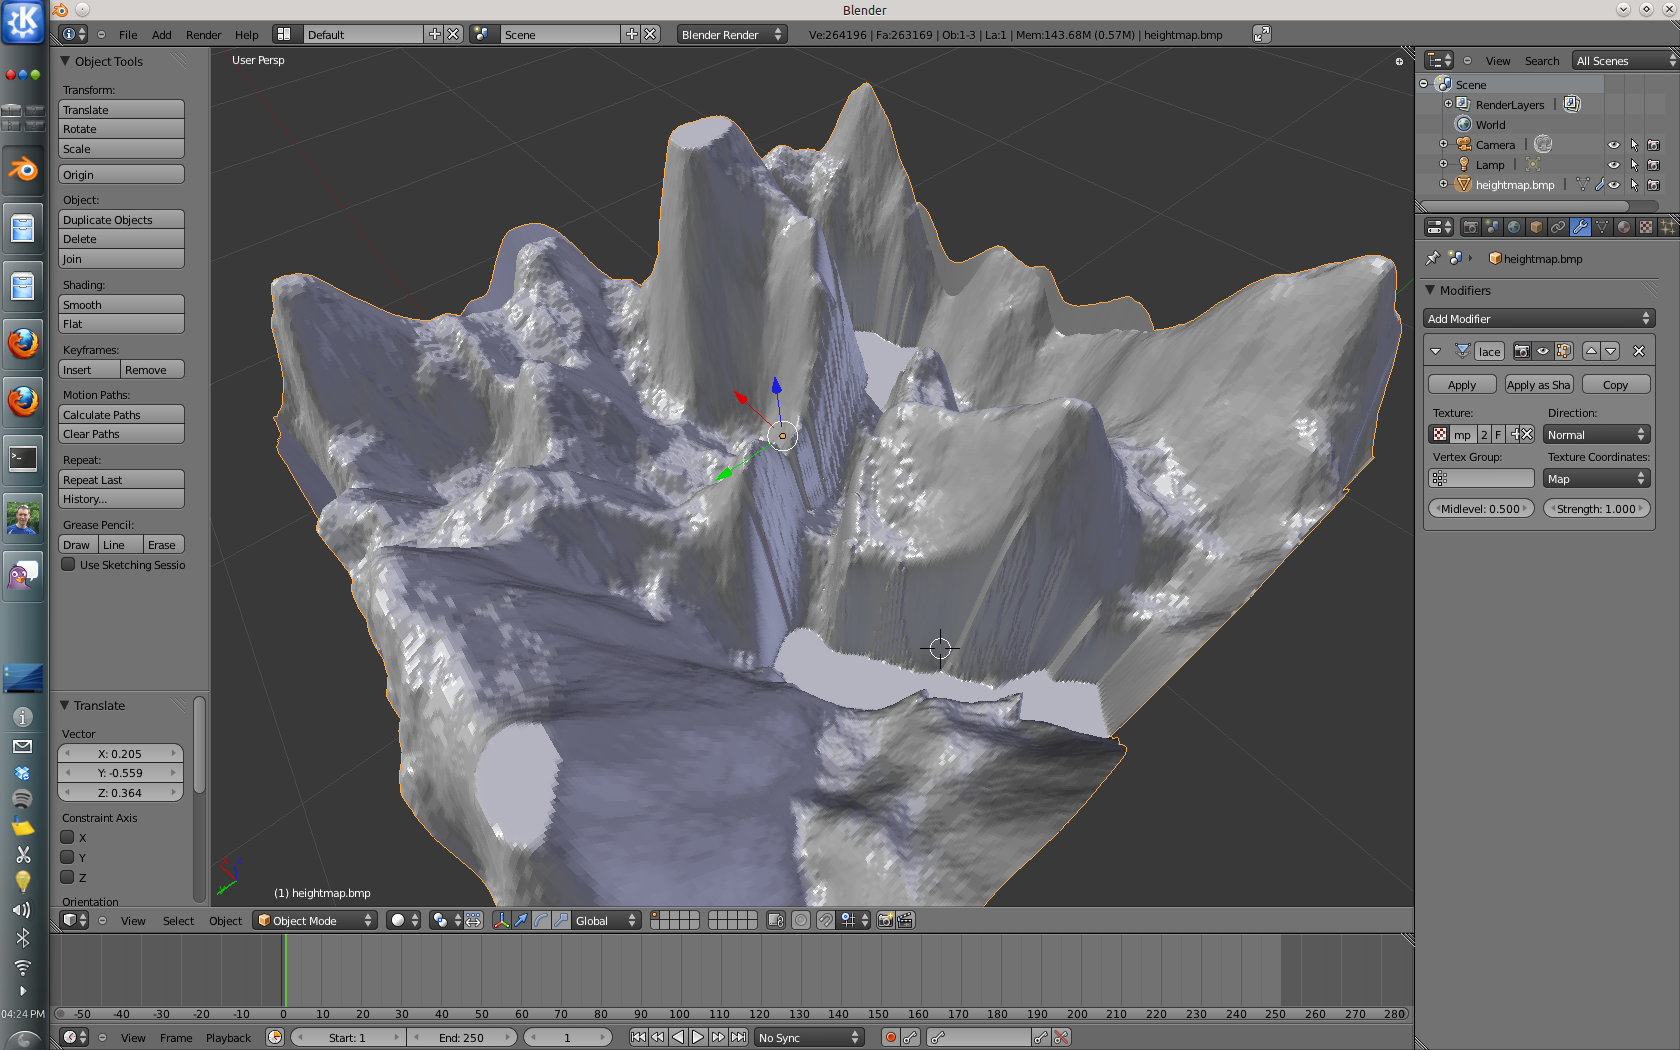 Blender
File Add Render Help Default Scene Blender Render Ve:264196 | Fa:263169 | Ob:1-3 | La:1 | Mem:143.68M (0.57M) | heightmap.bmp
Object Tools
Transform:
Translate
Rotate
Scale
Origin
Object:
Duplicate Objects
Delete
Join
Shading:
Smooth
Flat
Keyframes:
Insert Remove
Motion Paths:
Calculate Paths
Clear Paths
Repeat:
Repeat Last
History...
Grease Pencil:
Draw Line Erase
Use Sketching Sessio
Translate
Vector
X: 0.205
Y: -0.559
Z: 0.364
Constraint Axis
X
Y
Z
Orientation
User Persp
(1) heightmap.bmp
View Select Object Object Mode Global
View Search All Scenes
Scene
RenderLayers
World
Camera
Lamp
heightmap.bmp
heightmap.bmp
Modifiers
Add Modifier
lace
Apply Apply as Sha Copy
Texture: Direction:
mp 2 F Normal
Vertex Group: Texture Coordinates:
Map
Midlevel: 0.500 Strength: 1.000
-50 -40 -30 -20 -10 0 10 20 30 40 50 60 70 80 90 100 110 120 130 140 150 160 170 180 190 200 210 220 230 240 250 260 270 280
View Frame Playback Start: 1 End: 250 1 No Sync
04:24 PM